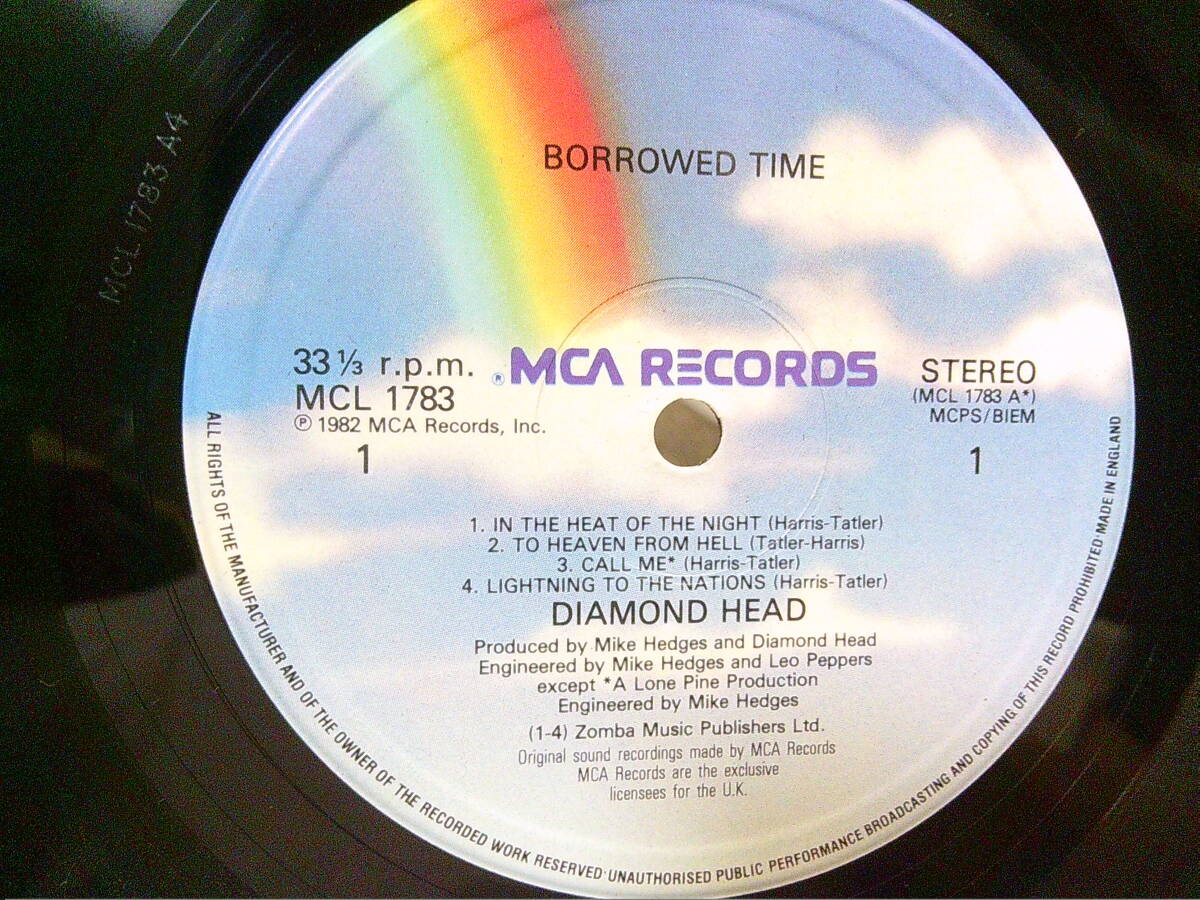 BORROWED TIME
33 ⅓ r.p.m.
MCL 1783
℗ 1982 MCA Records, Inc.
1
® MCA RECORDS
STEREO
(MCL 1783 A*)
MCPS/BIEM
1
1. IN THE HEAT OF THE NIGHT (Harris-Tatler)
2. TO HEAVEN FROM HELL (Tatler-Harris)
3. CALL ME* (Harris-Tatler)
4. LIGHTNING TO THE NATIONS (Harris-Tatler)
DIAMOND HEAD
Produced by Mike Hedges and Diamond Head
Engineered by Mike Hedges and Leo Peppers
except *A Lone Pine Production
Engineered by Mike Hedges
(1-4) Zomba Music Publishers Ltd.
Original sound recordings made by MCA Records
MCA Records are the exclusive
licensees for the U.K.
ALL RIGHTS OF THE MANUFACTURER AND OF THE OWNER OF THE RECORDED WORK RESERVED·UNAUTHORISED PUBLIC PERFORMANCE BROADCASTING AND COPYING OF THIS RECORD PROHIBITED·MADE IN ENGLAND
MCL 1783 A4